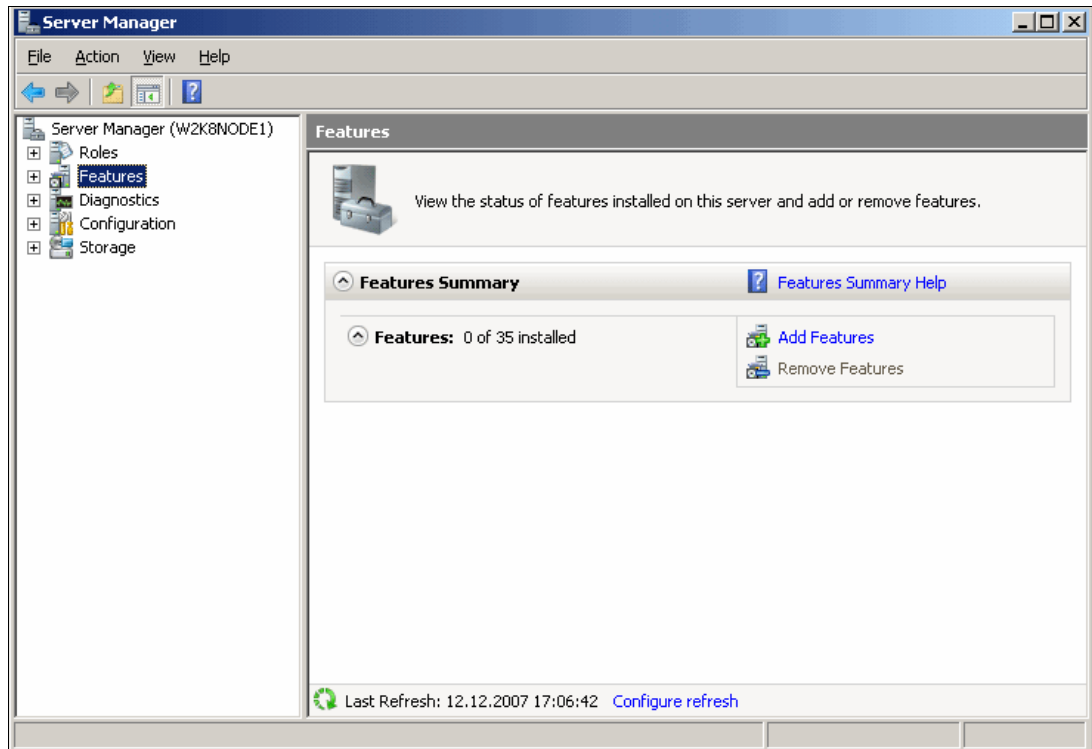 Server Manager
File Action View Help
Server Manager (W2K8NODE1)
Roles
Features
Diagnostics
Configuration
Storage
Features
View the status of features installed on this server and add or remove features.
Features Summary
Features Summary Help
Features: 0 of 35 installed
Add Features
Remove Features
Last Refresh: 12.12.2007 17:06:42 Configure refresh